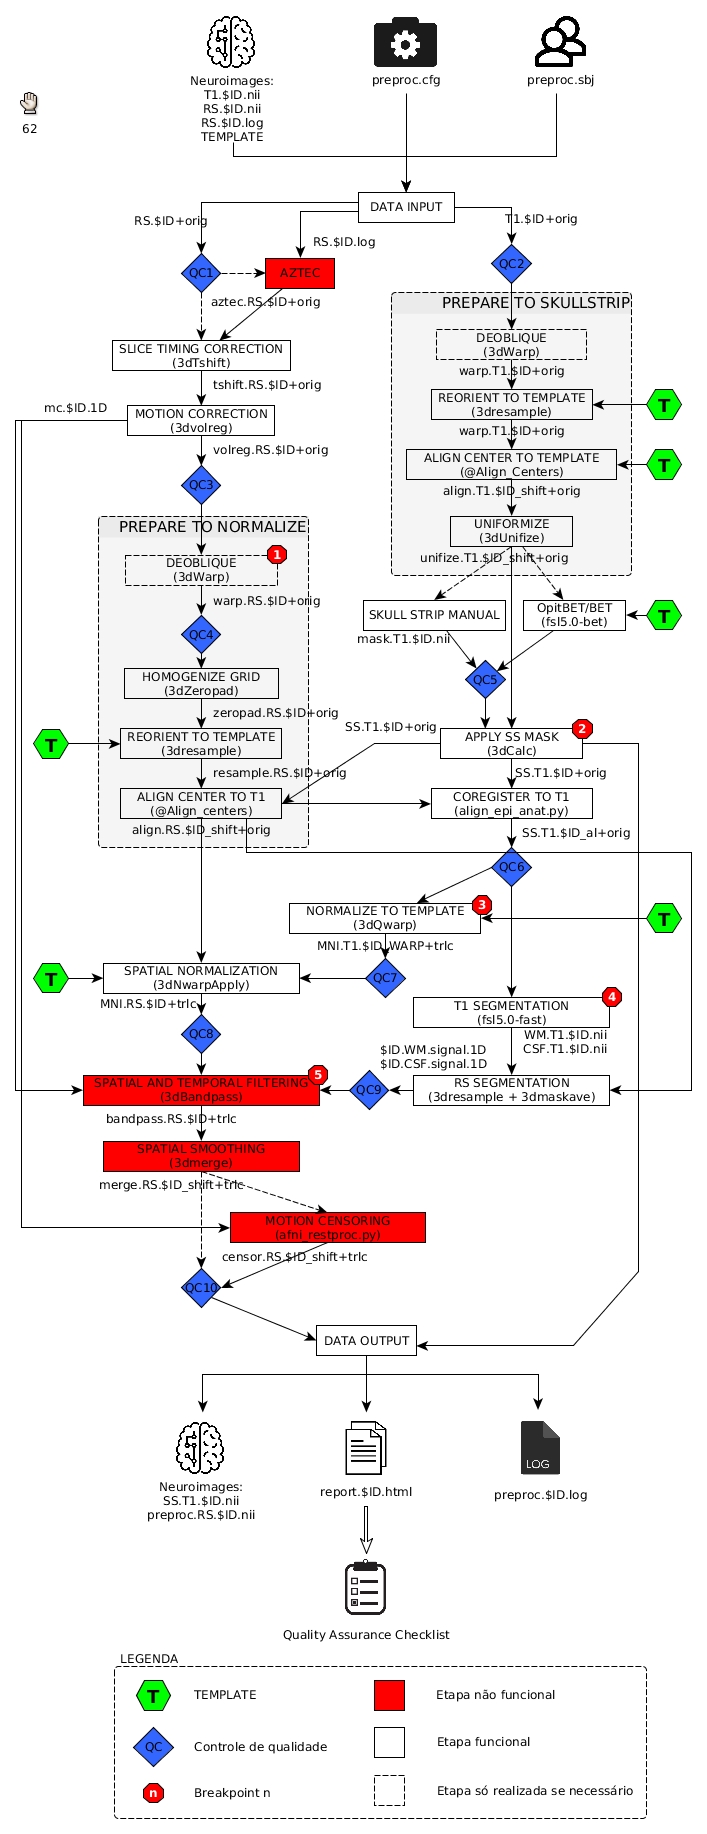 Neuroimages:
T1.$ID.nii
RS.$ID.nii
RS.$ID.log
TEMPLATE
preproc.cfg
preproc.sbj
62
DATA INPUT
RS.$ID+orig
T1.$ID+orig
RS.$ID.log
QC1
AZTEC
QC2
aztec.RS.$ID+orig
PREPARE TO SKULLSTRIP
SLICE TIMING CORRECTION
(3dTshift)
DEOBLIQUE
(3dWarp)
warp.T1.$ID+orig
tshift.RS.$ID+orig
REORIENT TO TEMPLATE
(3dresample)
T
mc.$ID.1D
MOTION CORRECTION
(3dvolreg)
warp.T1.$ID+orig
volreg.RS.$ID+orig
ALIGN CENTER TO TEMPLATE
(@Align_Centers)
T
QC3
align.T1.$ID_shift+orig
PREPARE TO NORMALIZE
UNIFORMIZE
(3dUnifize)
unifize.T1.$ID_shift+orig
1
DEOBLIQUE
(3dWarp)
warp.RS.$ID+orig
SKULL STRIP MANUAL
OpitBET/BET
(fsl5.0-bet)
T
mask.T1.$ID.nii
QC4
HOMOGENIZE GRID
(3dZeropad)
QC5
zeropad.RS.$ID+orig
SS.T1.$ID+orig
2
T
REORIENT TO TEMPLATE
(3dresample)
APPLY SS MASK
(3dCalc)
resample.RS.$ID+orig
SS.T1.$ID+orig
ALIGN CENTER TO T1
(@Align_centers)
COREGISTER TO T1
(align_epi_anat.py)
align.RS.$ID_shift+orig
SS.T1.$ID_al+orig
QC6
3
NORMALIZE TO TEMPLATE
(3dQwarp)
T
MNI.T1.$ID_WARP+trlc
T
SPATIAL NORMALIZATION
(3dNwarpApply)
QC7
MNI.RS.$ID+trlc
4
T1 SEGMENTATION
(fsl5.0-fast)
QC8
WM.T1.$ID.nii
CSF.T1.$ID.nii
$ID.WM.signal.1D
$ID.CSF.signal.1D
5
SPATIAL AND TEMPORAL FILTERING
(3dBandpass)
QC9
RS SEGMENTATION
(3dresample + 3dmaskave)
bandpass.RS.$ID+trlc
SPATIAL SMOOTHING
(3dmerge)
merge.RS.$ID_shift+trlc
MOTION CENSORING
(afni_restproc.py)
censor.RS.$ID_shift+trlc
QC10
DATA OUTPUT
LOG
Neuroimages:
SS.T1.$ID.nii
preproc.RS.$ID.nii
report.$ID.html
preproc.$ID.log
Quality Assurance Checklist
LEGENDA
T
TEMPLATE
Etapa não funcional
QC
Controle de qualidade
Etapa funcional
n
Breakpoint n
Etapa só realizada se necessário